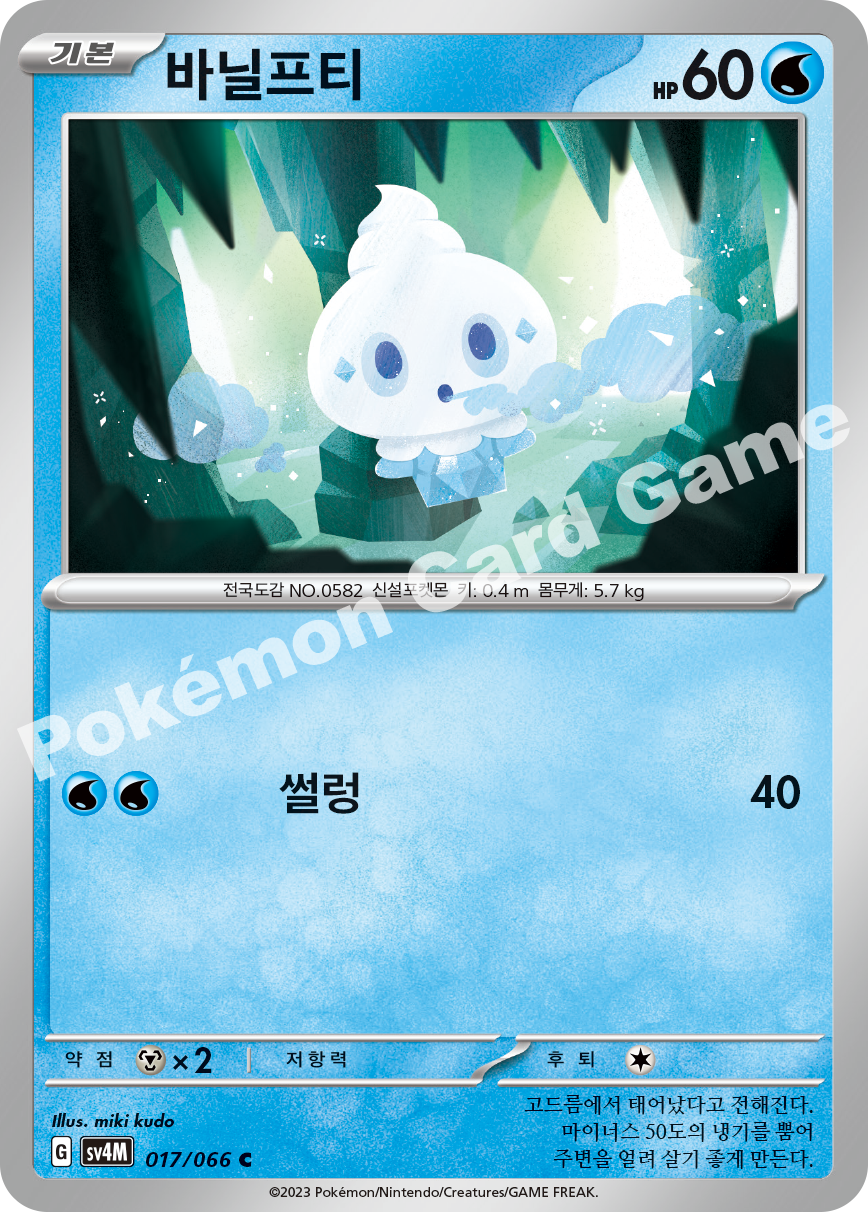 기본 바닐프티 HP 60
전국도감 NO.0582 신설포켓몬 키: 0.4 m 몸무게: 5.7 kg
Pokémon Card Game
썰렁 40
약점 ×2 저항력 후퇴
Illus. miki kudo
G sv4M 017/066 C
고드름에서 태어났다고 전해진다.
마이너스 50도의 냉기를 뿜어
주변을 얼려 살기 좋게 만든다.
©2023 Pokémon/Nintendo/Creatures/GAME FREAK.